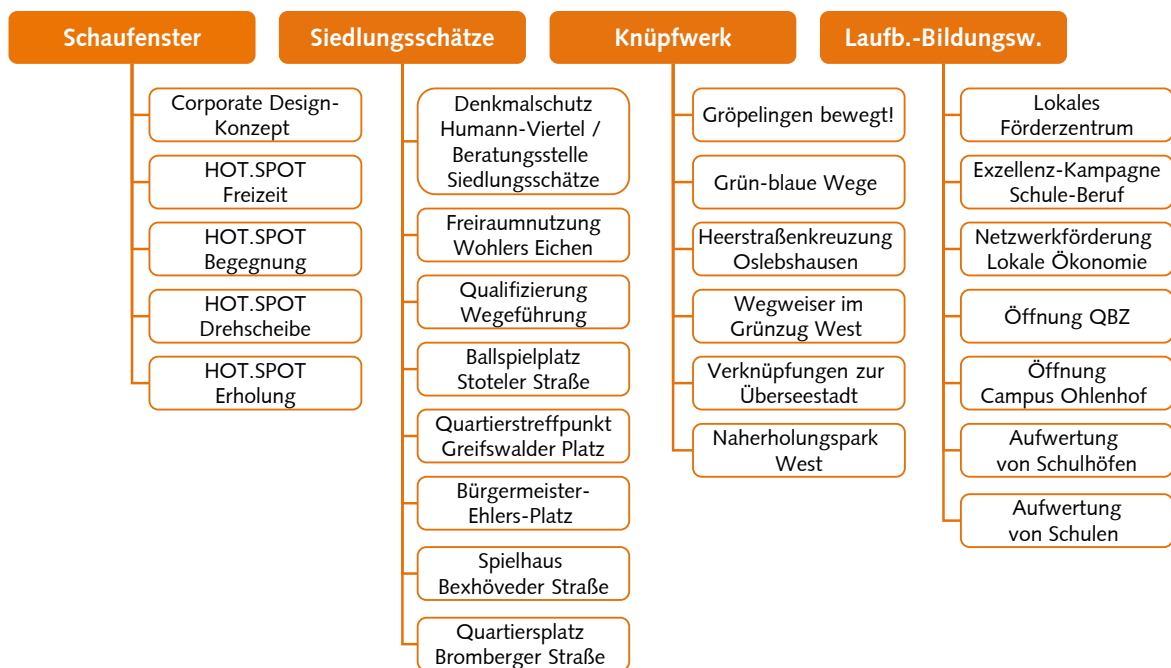 Schaufenster
Corporate Design-
Konzept
HOT.SPOT
Freizeit
HOT.SPOT
Begegnung
HOT.SPOT
Drehscheibe
HOT.SPOT
Erholung
Siedlungsschätze
Denkmalschutz
Humann-Viertel /
Beratungsstelle
Siedlungsschätze
Freiraumnutzung
Wohlers Eichen
Qualifizierung
Wegeführung
Ballspielplatz
Stoteler Straße
Quartierstreffpunkt
Greifswalder Platz
Bürgermeister-
Ehlers-Platz
Spielhaus
Bexhöveder Straße
Quartiersplatz
Bromberger Straße
Knüpfwerk
Gröpelingen bewegt!
Grün-blaue Wege
Heerstraßenkreuzung
Oslebshausen
Wegweiser im
Grünzug West
Verknüpfungen zur
Überseestadt
Naherholungspark
West
Laufb.-Bildungsw.
Lokales
Förderzentrum
Exzellenz-Kampagne
Schule-Beruf
Netzwerkförderung
Lokale Ökonomie
Öffnung QBZ
Öffnung
Campus Ohlenhof
Aufwertung
von Schulhöfen
Aufwertung
von Schulen